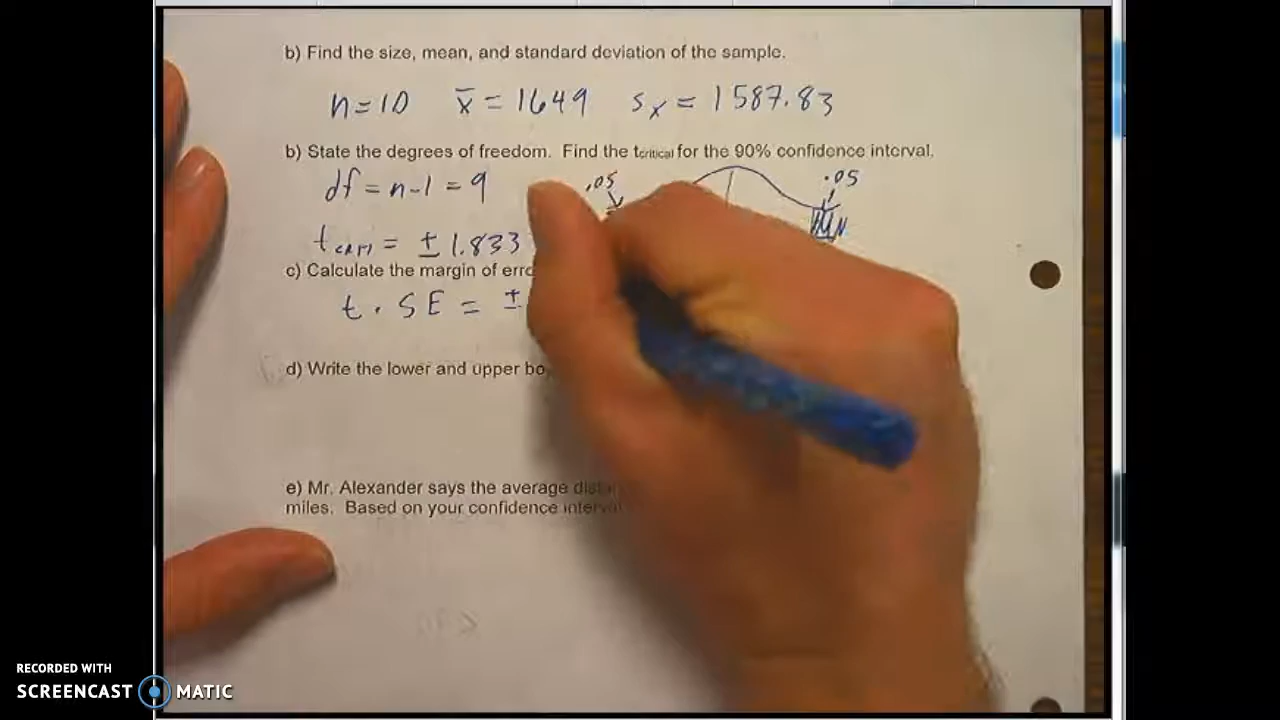 b) Find the size, mean, and standard deviation of the sample.
n=10 x̄ = 1649 sx = 1587.83
b) State the degrees of freedom. Find the tcritical for the 90% confidence interval.
df = n-1 = 9 .05 .05
tcrit = ± 1.833
c) Calculate the margin of erro
t · SE = ±
d) Write the lower and upper bo
e) Mr. Alexander says the average dista
miles. Based on your confidence interval
RECORDED WITH
SCREENCAST MATIC